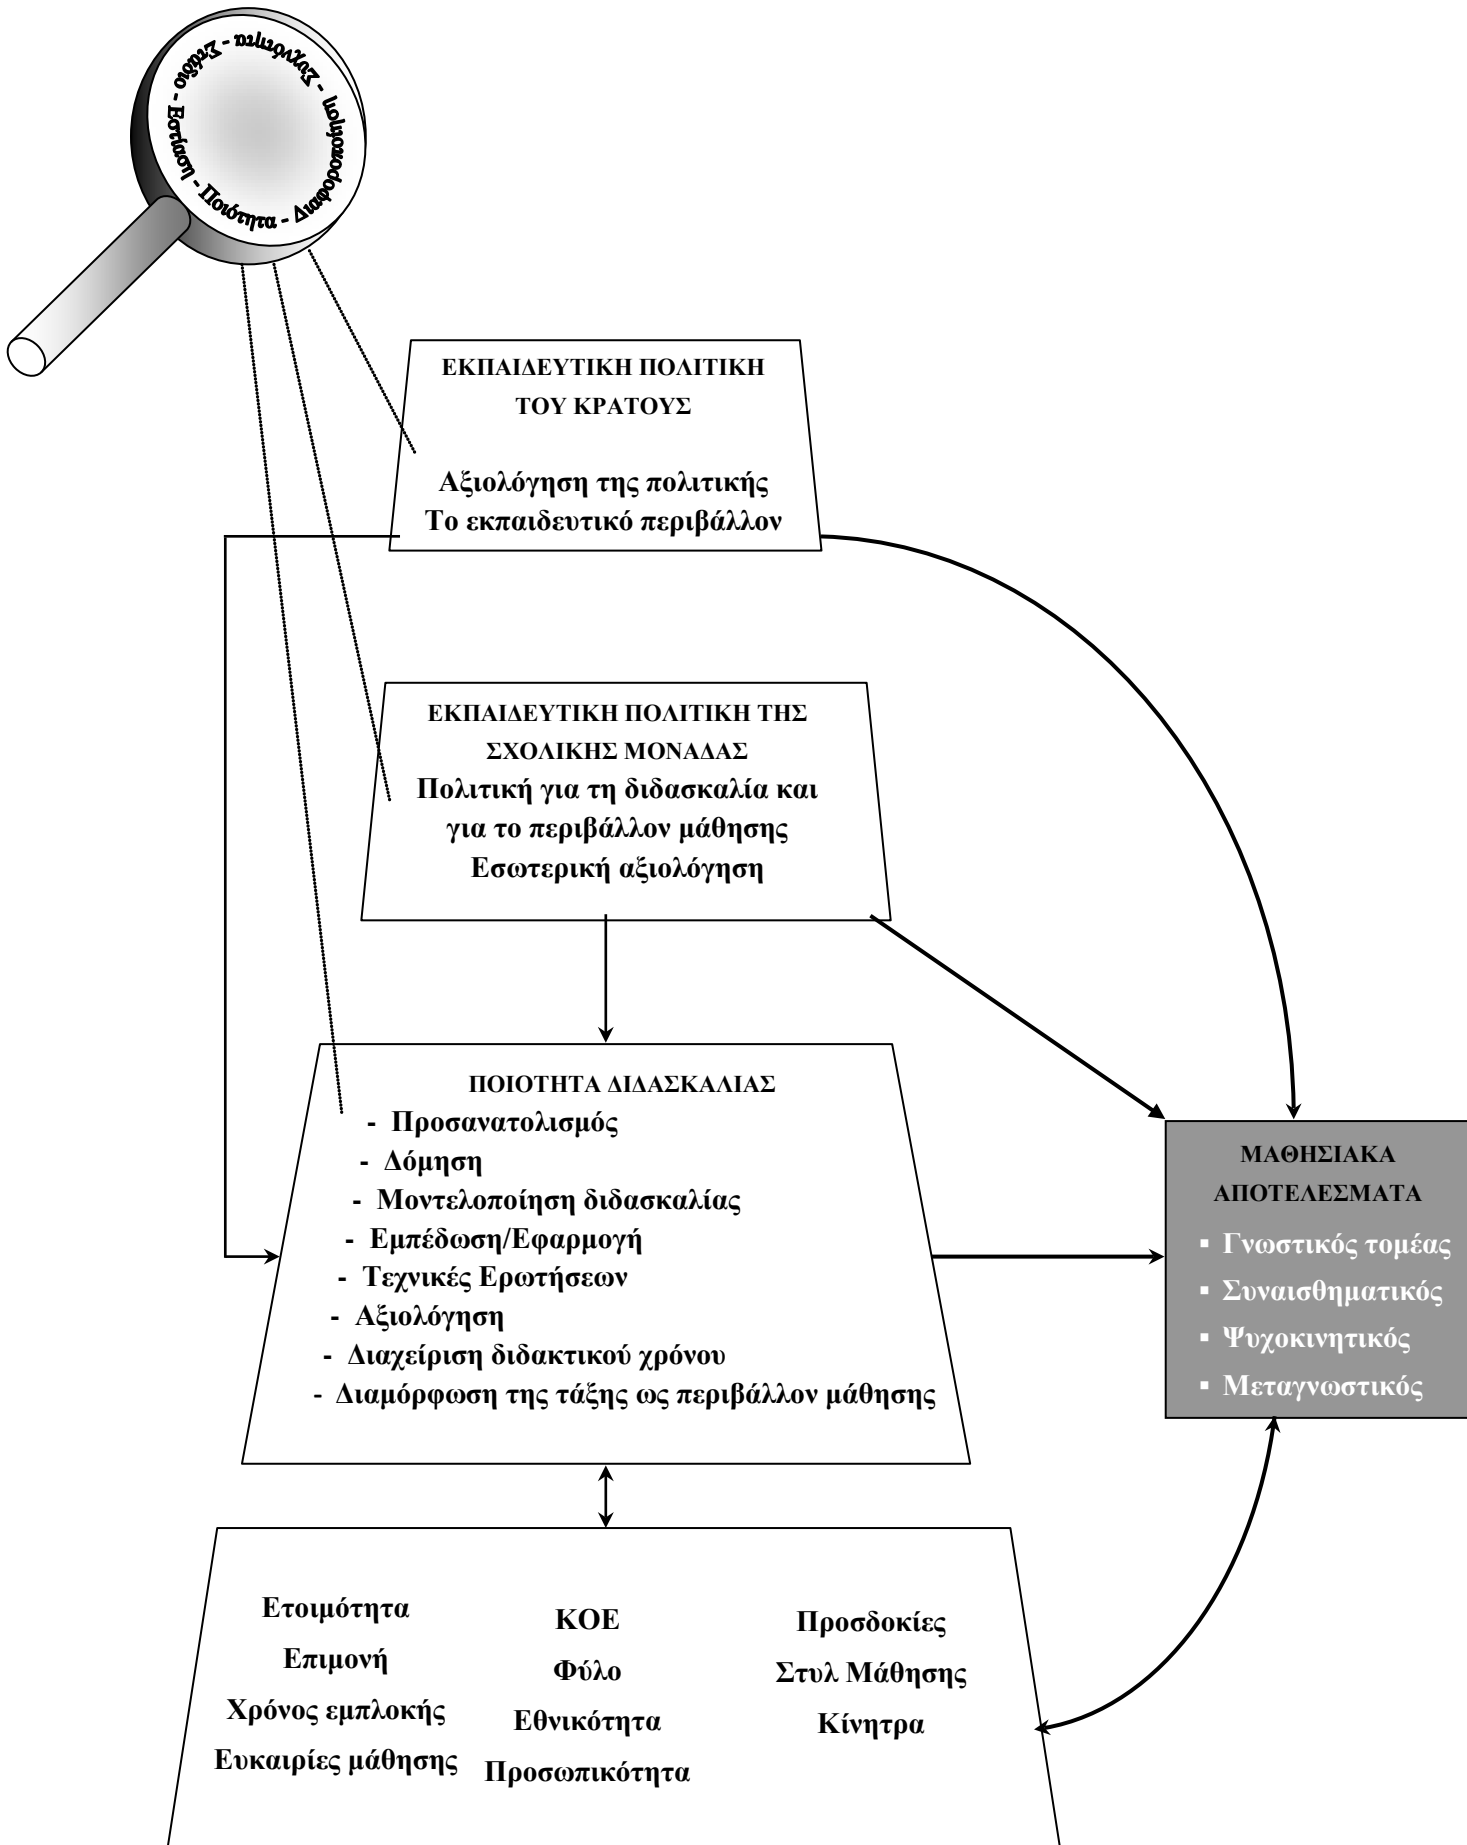 Συχνότητα - Στάδιο - Εστίαση - Ποιότητα - Διαφοροποίηση -
ΕΚΠΑΙΔΕΥΤΙΚΗ ΠΟΛΙΤΙΚΗ
ΤΟΥ ΚΡΑΤΟΥΣ
Αξιολόγηση της πολιτικής
Το εκπαιδευτικό περιβάλλον
ΕΚΠΑΙΔΕΥΤΙΚΗ ΠΟΛΙΤΙΚΗ ΤΗΣ
ΣΧΟΛΙΚΗΣ ΜΟΝΑΔΑΣ
Πολιτική για τη διδασκαλία και
για το περιβάλλον μάθησης
Εσωτερική αξιολόγηση
ΠΟΙΟΤΗΤΑ ΔΙΔΑΣΚΑΛΙΑΣ
- Προσανατολισμός
- Δόμηση
- Μοντελοποίηση διδασκαλίας
- Εμπέδωση/Εφαρμογή
- Τεχνικές Ερωτήσεων
- Αξιολόγηση
- Διαχείριση διδακτικού χρόνου
- Διαμόρφωση της τάξης ως περιβάλλον μάθησης
ΜΑΘΗΣΙΑΚΑ
ΑΠΟΤΕΛΕΣΜΑΤΑ
▪ Γνωστικός τομέας
▪ Συναισθηματικός
▪ Ψυχοκινητικός
▪ Μεταγνωστικός
Ετοιμότητα
Επιμονή
Χρόνος εμπλοκής
Ευκαιρίες μάθησης
ΚΟΕ
Φύλο
Εθνικότητα
Προσωπικότητα
Προσδοκίες
Στυλ Μάθησης
Κίνητρα